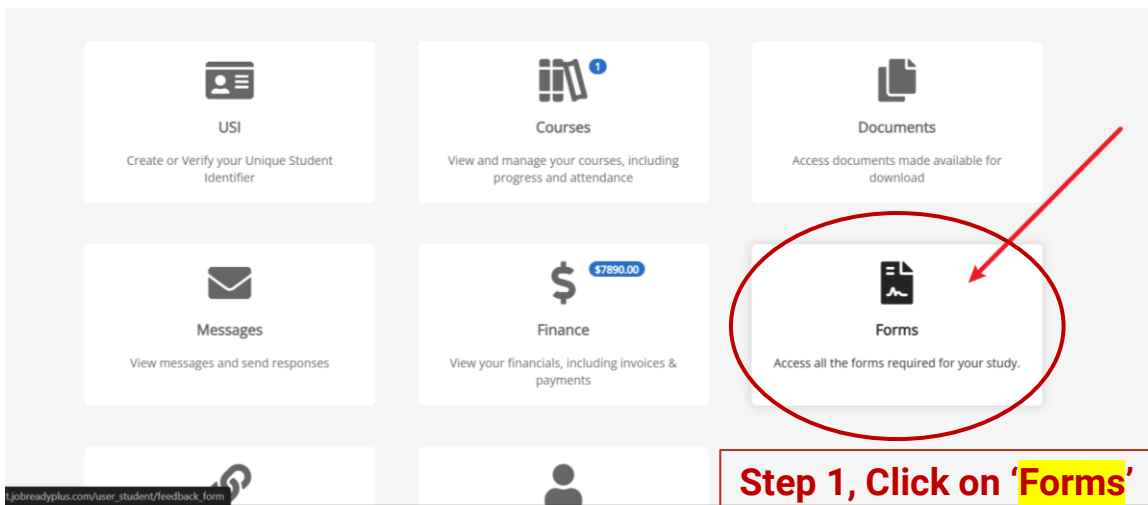 USI
Create or Verify your Unique Student
Identifier
1
Courses
View and manage your courses, including
progress and attendance
Documents
Access documents made available for
download
Messages
View messages and send responses
$7890.00
Finance
View your financials, including invoices &
payments
Forms
Access all the forms required for your study.
t.jobreadyplus.com/user_student/feedback_form
Step 1, Click on ‘Forms’